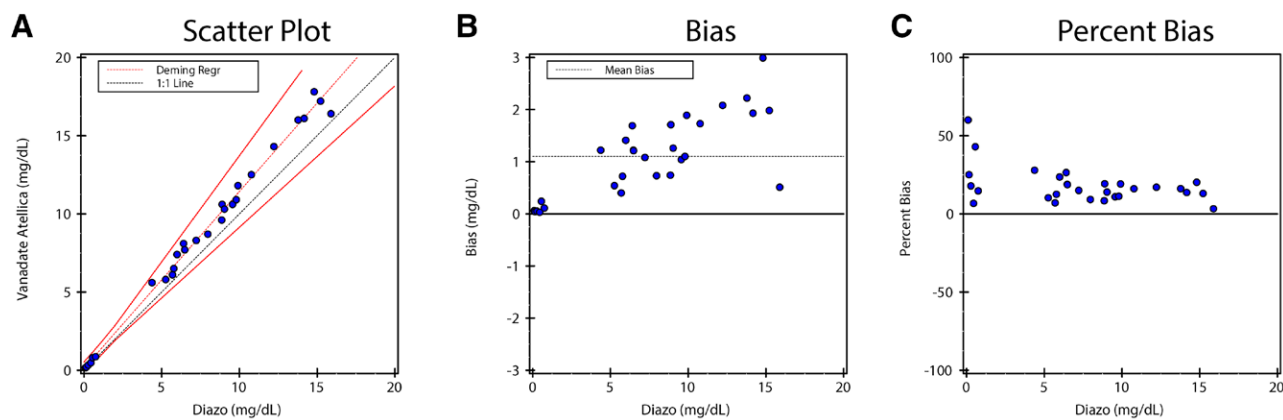 A Scatter Plot
20
15
10
5
0
0 5 10 15 20
Vanadate Atellica (mg/dL)
Diazo (mg/dL)
Deming Regr
1:1 Line
B Bias
3
2
1
0
-1
-2
-3
0 5 10 15 20
Bias (mg/dL)
Diazo (mg/dL)
Mean Bias
C Percent Bias
100
50
0
-50
-100
0 5 10 15 20
Percent Bias
Diazo (mg/dL)